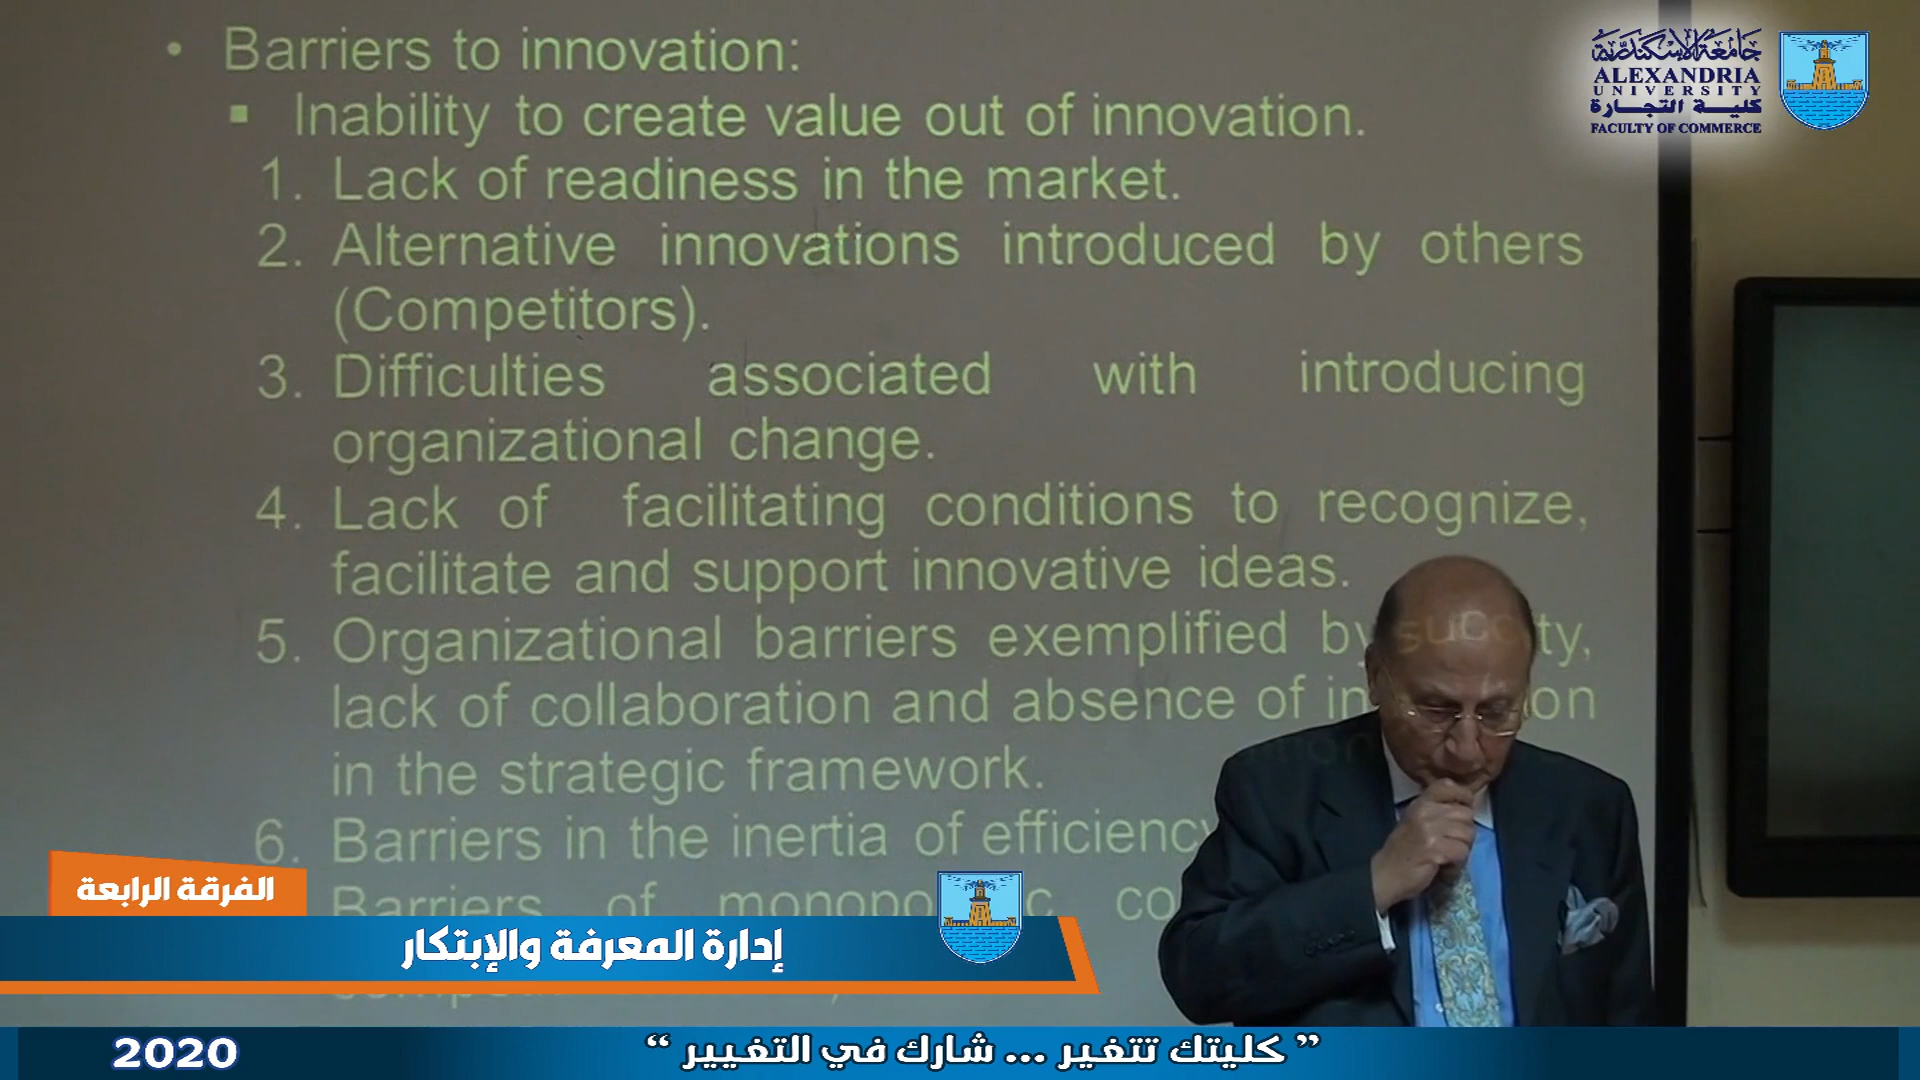 • Barriers to innovation:
▪ Inability to create value out of innovation.
1. Lack of readiness in the market.
2. Alternative innovations introduced by others
(Competitors).
3. Difficulties associated with introducing
organizational change.
4. Lack of facilitating conditions to recognize,
facilitate and support innovative ideas.
5. Organizational barriers exemplified by
lack of collaboration and absence of
in the strategic framework.
6. Barriers in the inertia of efficiency
Barriers of
جامعة الإسكندرية
ALEXANDRIA
UNIVERSITY
كلية التجارة
FACULTY OF COMMERCE
الفرقة الرابعة
إدارة المعرفة والإبتكار
2020
” كليتك تتغير ... شارك في التغيير “